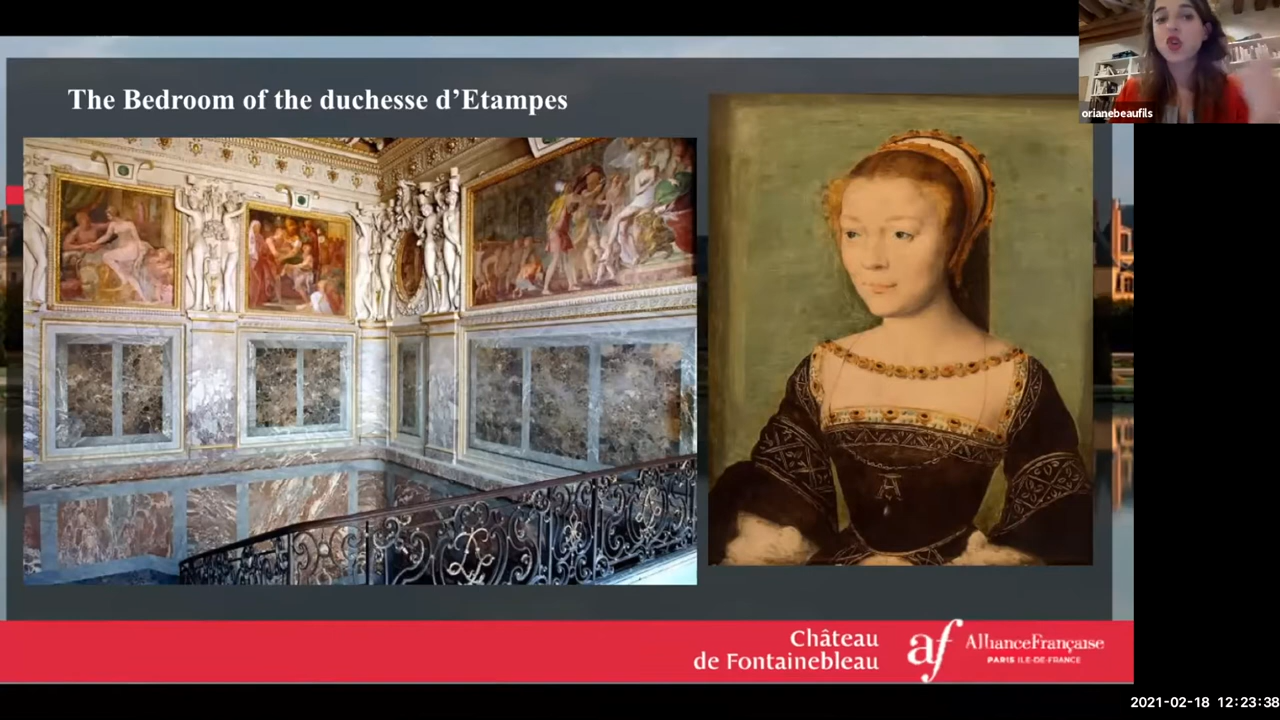 The Bedroom of the duchesse d’Etampes
orianebeaufils
A
Château
de Fontainebleau
af
AllianceFrançaise
PARIS ILE-DE-FRANCE
2021-02-18 12:23:38